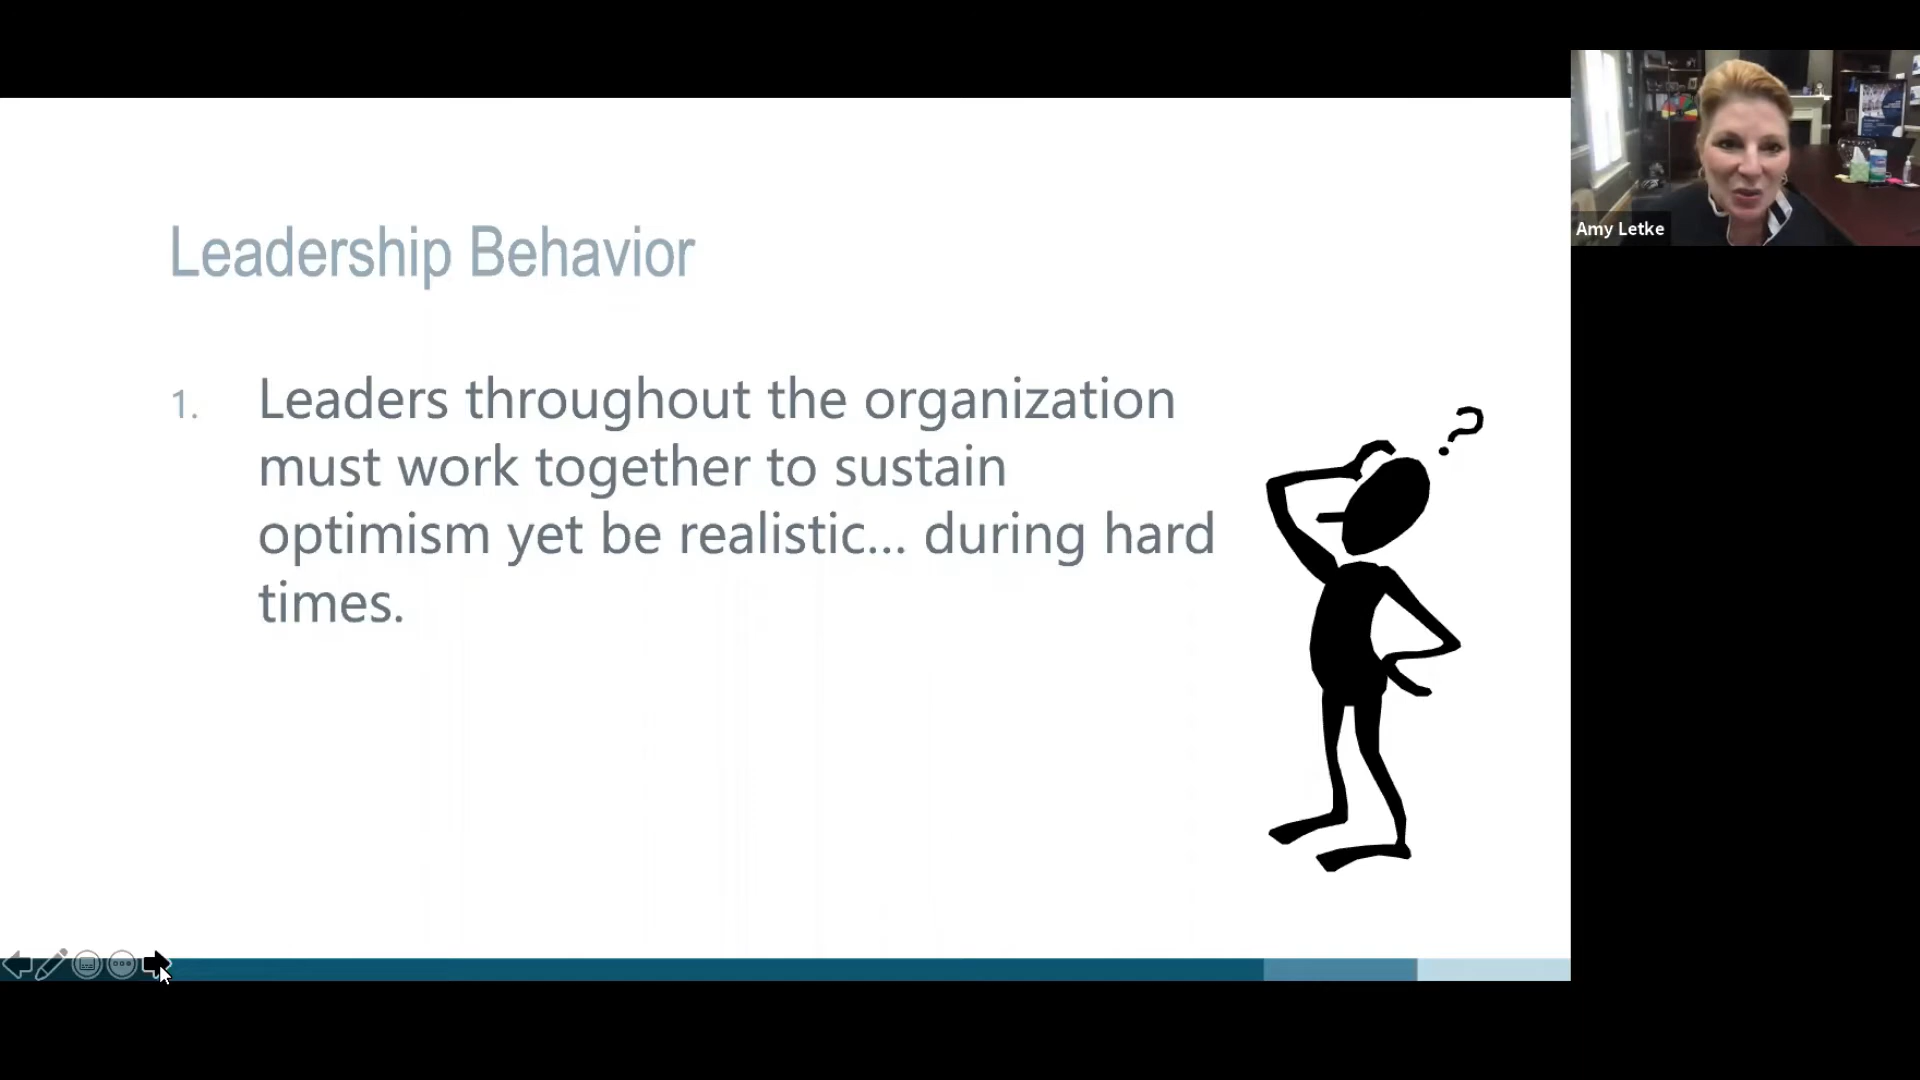 Leadership Behavior
1. Leaders throughout the organization
must work together to sustain
optimism yet be realistic... during hard
times.
?
Amy Letke